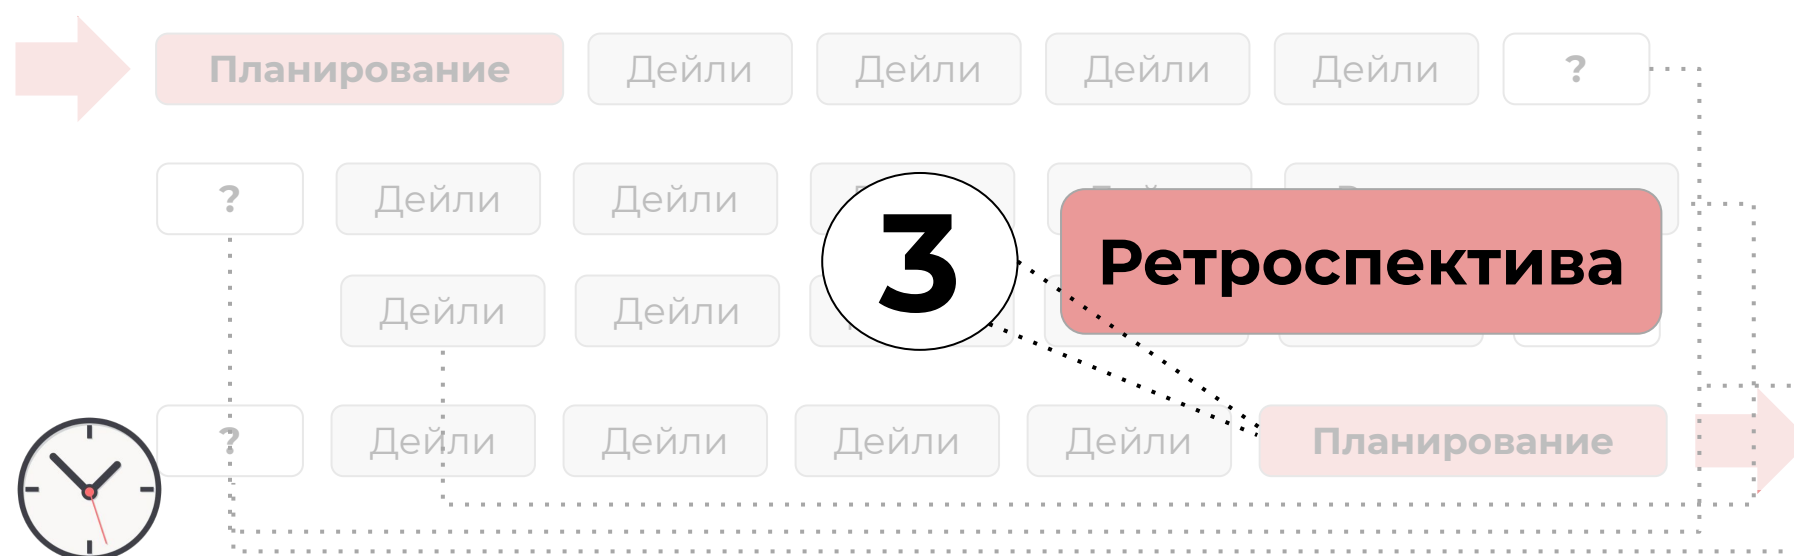 Планирование Дейли Дейли Дейли Дейли ?
? Дейли Дейли
3 Ретроспектива
Дейли Дейли
? Дейли Дейли Дейли Дейли Планирование